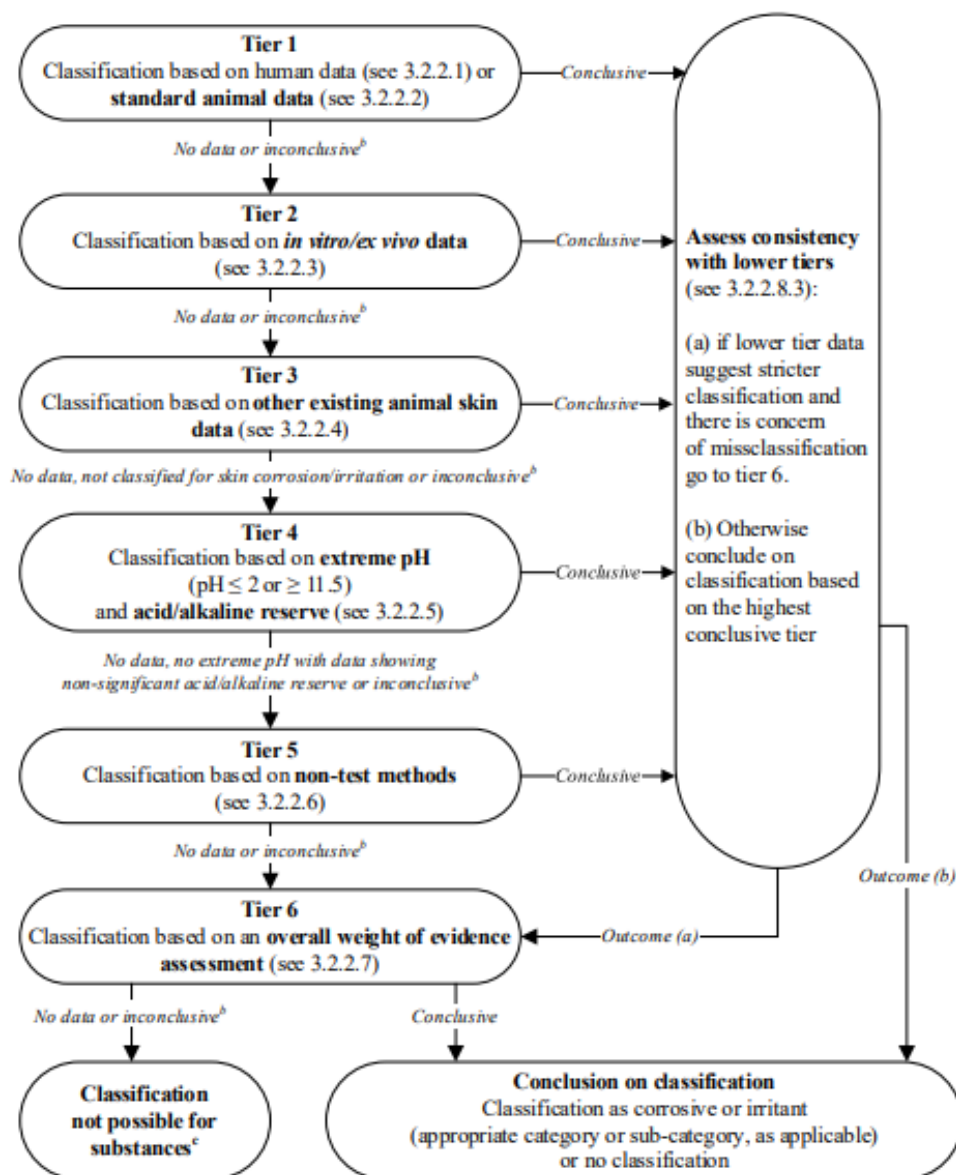 Tier 1
Classification based on human data (see 3.2.2.1) or
standard animal data (see 3.2.2.2)
Conclusive
No data or inconclusiveᵇ
Tier 2
Classification based on in vitro/ex vivo data
(see 3.2.2.3)
Conclusive
No data or inconclusiveᵇ
Tier 3
Classification based on other existing animal skin
data (see 3.2.2.4)
Conclusive
No data, not classified for skin corrosion/irritation or inconclusiveᵇ
Tier 4
Classification based on extreme pH
(pH ≤ 2 or ≥ 11.5)
and acid/alkaline reserve (see 3.2.2.5)
Conclusive
No data, no extreme pH with data showing
non-significant acid/alkaline reserve or inconclusiveᵇ
Tier 5
Classification based on non-test methods
(see 3.2.2.6)
Conclusive
No data or inconclusiveᵇ
Tier 6
Classification based on an overall weight of evidence
assessment (see 3.2.2.7)
No data or inconclusiveᵇ
Conclusive
Assess consistency
with lower tiers
(see 3.2.2.8.3):
(a) if lower tier data
suggest stricter
classification and
there is concern
of missclassification
go to tier 6.
(b) Otherwise
conclude on
classification based
on the highest
conclusive tier
Outcome (a)
Outcome (b)
Classification
not possible for
substancesᶜ
Conclusion on classification
Classification as corrosive or irritant
(appropriate category or sub-category, as applicable)
or no classification